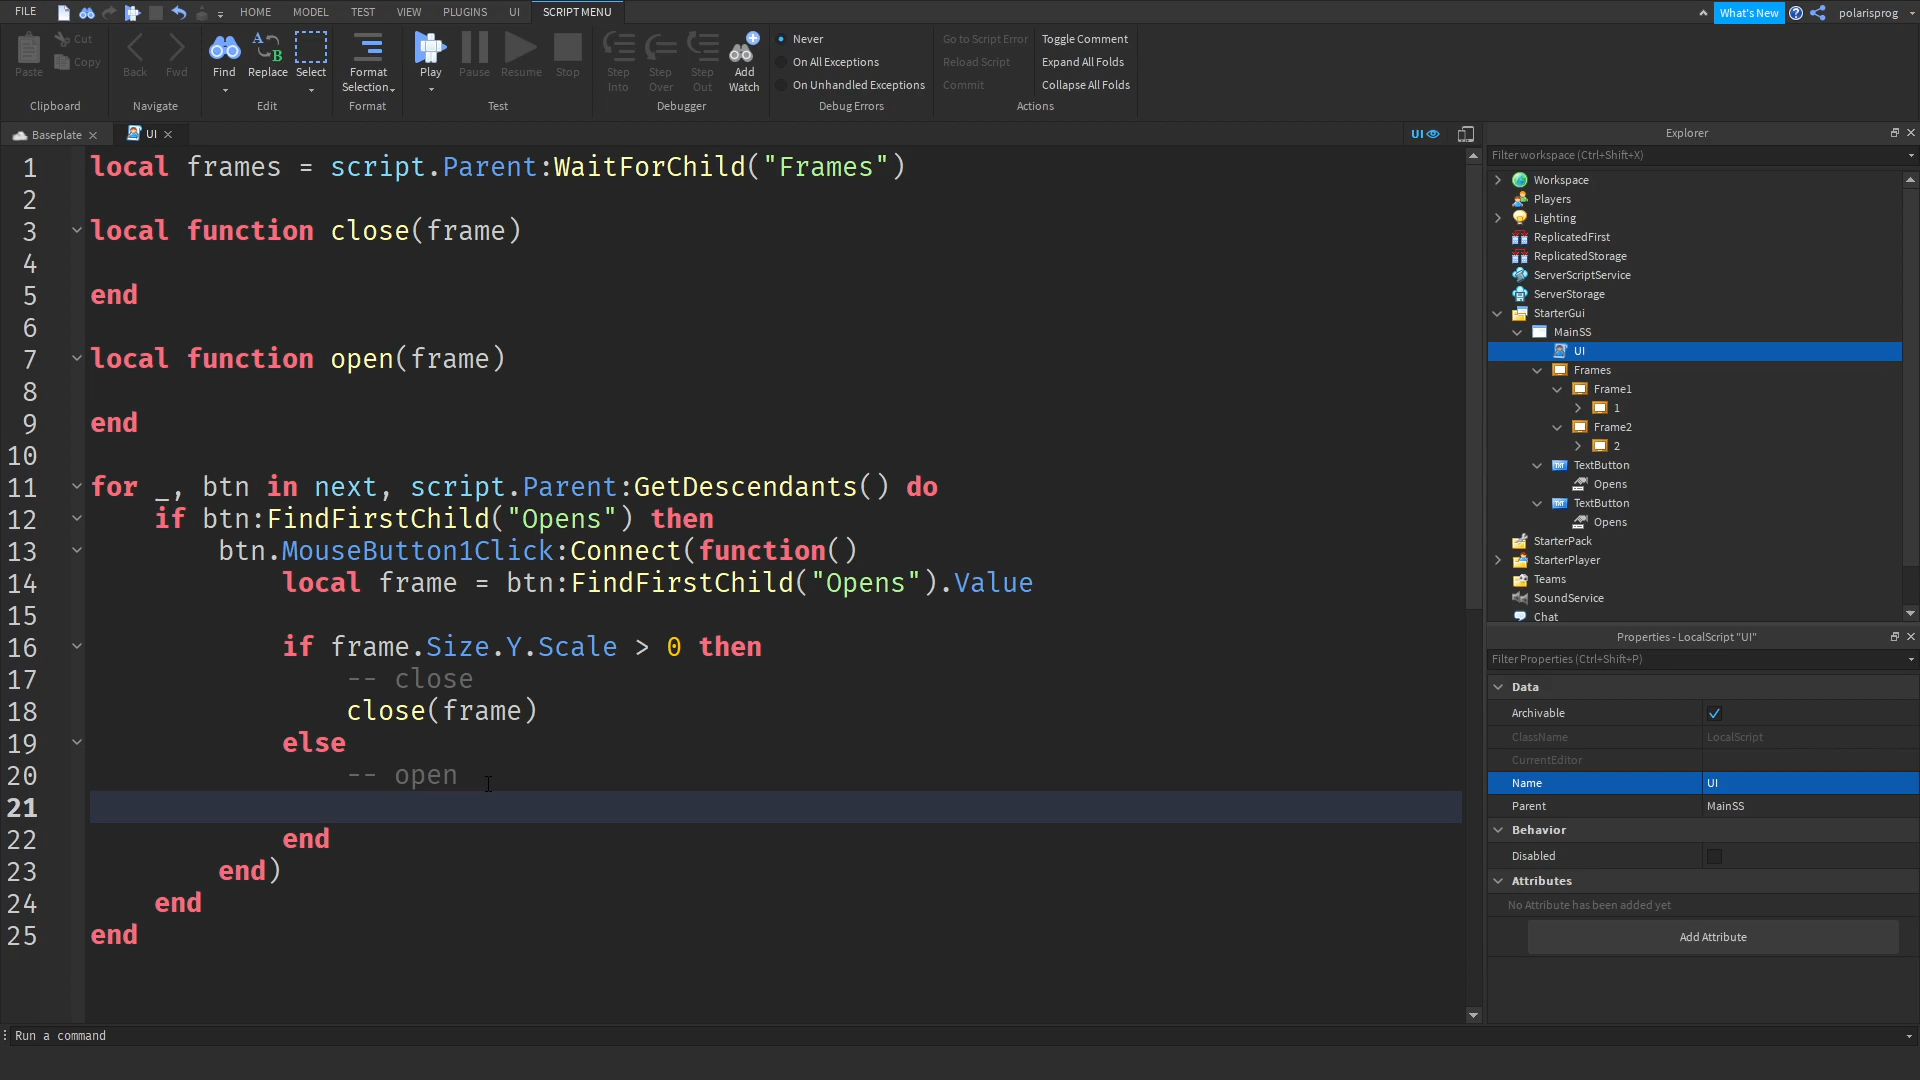 FILE HOME MODEL TEST VIEW PLUGINS UI SCRIPT MENU What's New polarisprog
Paste Cut Copy Clipboard
Back Fwd Navigate
Find Replace Select Edit
Format Selection Format
Play Pause Resume Stop Test
Step Into Step Over Step Out Add Watch Debugger
Never
On All Exceptions
On Unhandled Exceptions
Debug Errors
Go to Script Error Toggle Comment
Reload Script Expand All Folds
Commit Collapse All Folds
Actions
Baseplate UI UI
1 local frames = script.Parent:WaitForChild("Frames")
2
3 local function close(frame)
4
5 end
6
7 local function open(frame)
8
9 end
10
11 for _, btn in next, script.Parent:GetDescendants() do
12 if btn:FindFirstChild("Opens") then
13 btn.MouseButton1Click:Connect(function()
14 local frame = btn:FindFirstChild("Opens").Value
15
16 if frame.Size.Y.Scale > 0 then
17 -- close
18 close(frame)
19 else
20 -- open
21
22 end
23 end)
24 end
25 end
Run a command
Explorer
Filter workspace (Ctrl+Shift+X)
Workspace
Players
Lighting
ReplicatedFirst
ReplicatedStorage
ServerScriptService
ServerStorage
StarterGui
MainSS
UI
Frames
Frame1
1
Frame2
2
TextButton
Opens
TextButton
Opens
StarterPack
StarterPlayer
Teams
SoundService
Chat
Properties - LocalScript "UI"
Filter Properties (Ctrl+Shift+P)
Data
Archivable
ClassName LocalScript
CurrentEditor
Name UI
Parent MainSS
Behavior
Disabled
Attributes
No Attribute has been added yet
Add Attribute